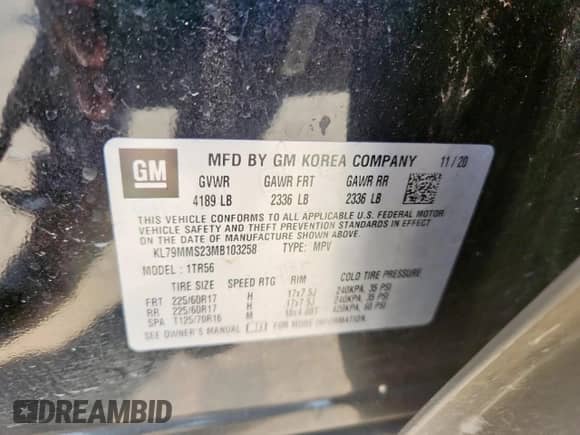 GM MFD BY GM KOREA COMPANY 11/20
GVWR GAWR FRT GAWR RR
4189 LB 2336 LB 2336 LB
THIS VEHICLE CONFORMS TO ALL APPLICABLE U.S. FEDERAL MOTOR
VEHICLE SAFETY AND THEFT PREVENTION STANDARDS IN EFFECT
ON THE DATE OF MANUFACTURE SHOWN ABOVE.
KL79MMS23MB103258 TYPE: MPV
MODEL: 1TR56
TIRE SIZE SPEED RTG RIM COLD TIRE PRESSURE
FRT 225/60R17 H 17x7.5J 240KPA, 35 PSI
RR 225/60R17 H 17x7.5J 240KPA, 35 PSI
SPA T125/70R16 M 420KPA, 60 PSI
SEE OWNER'S MANUAL FOR MORE INFORMATION.
DREAMBID